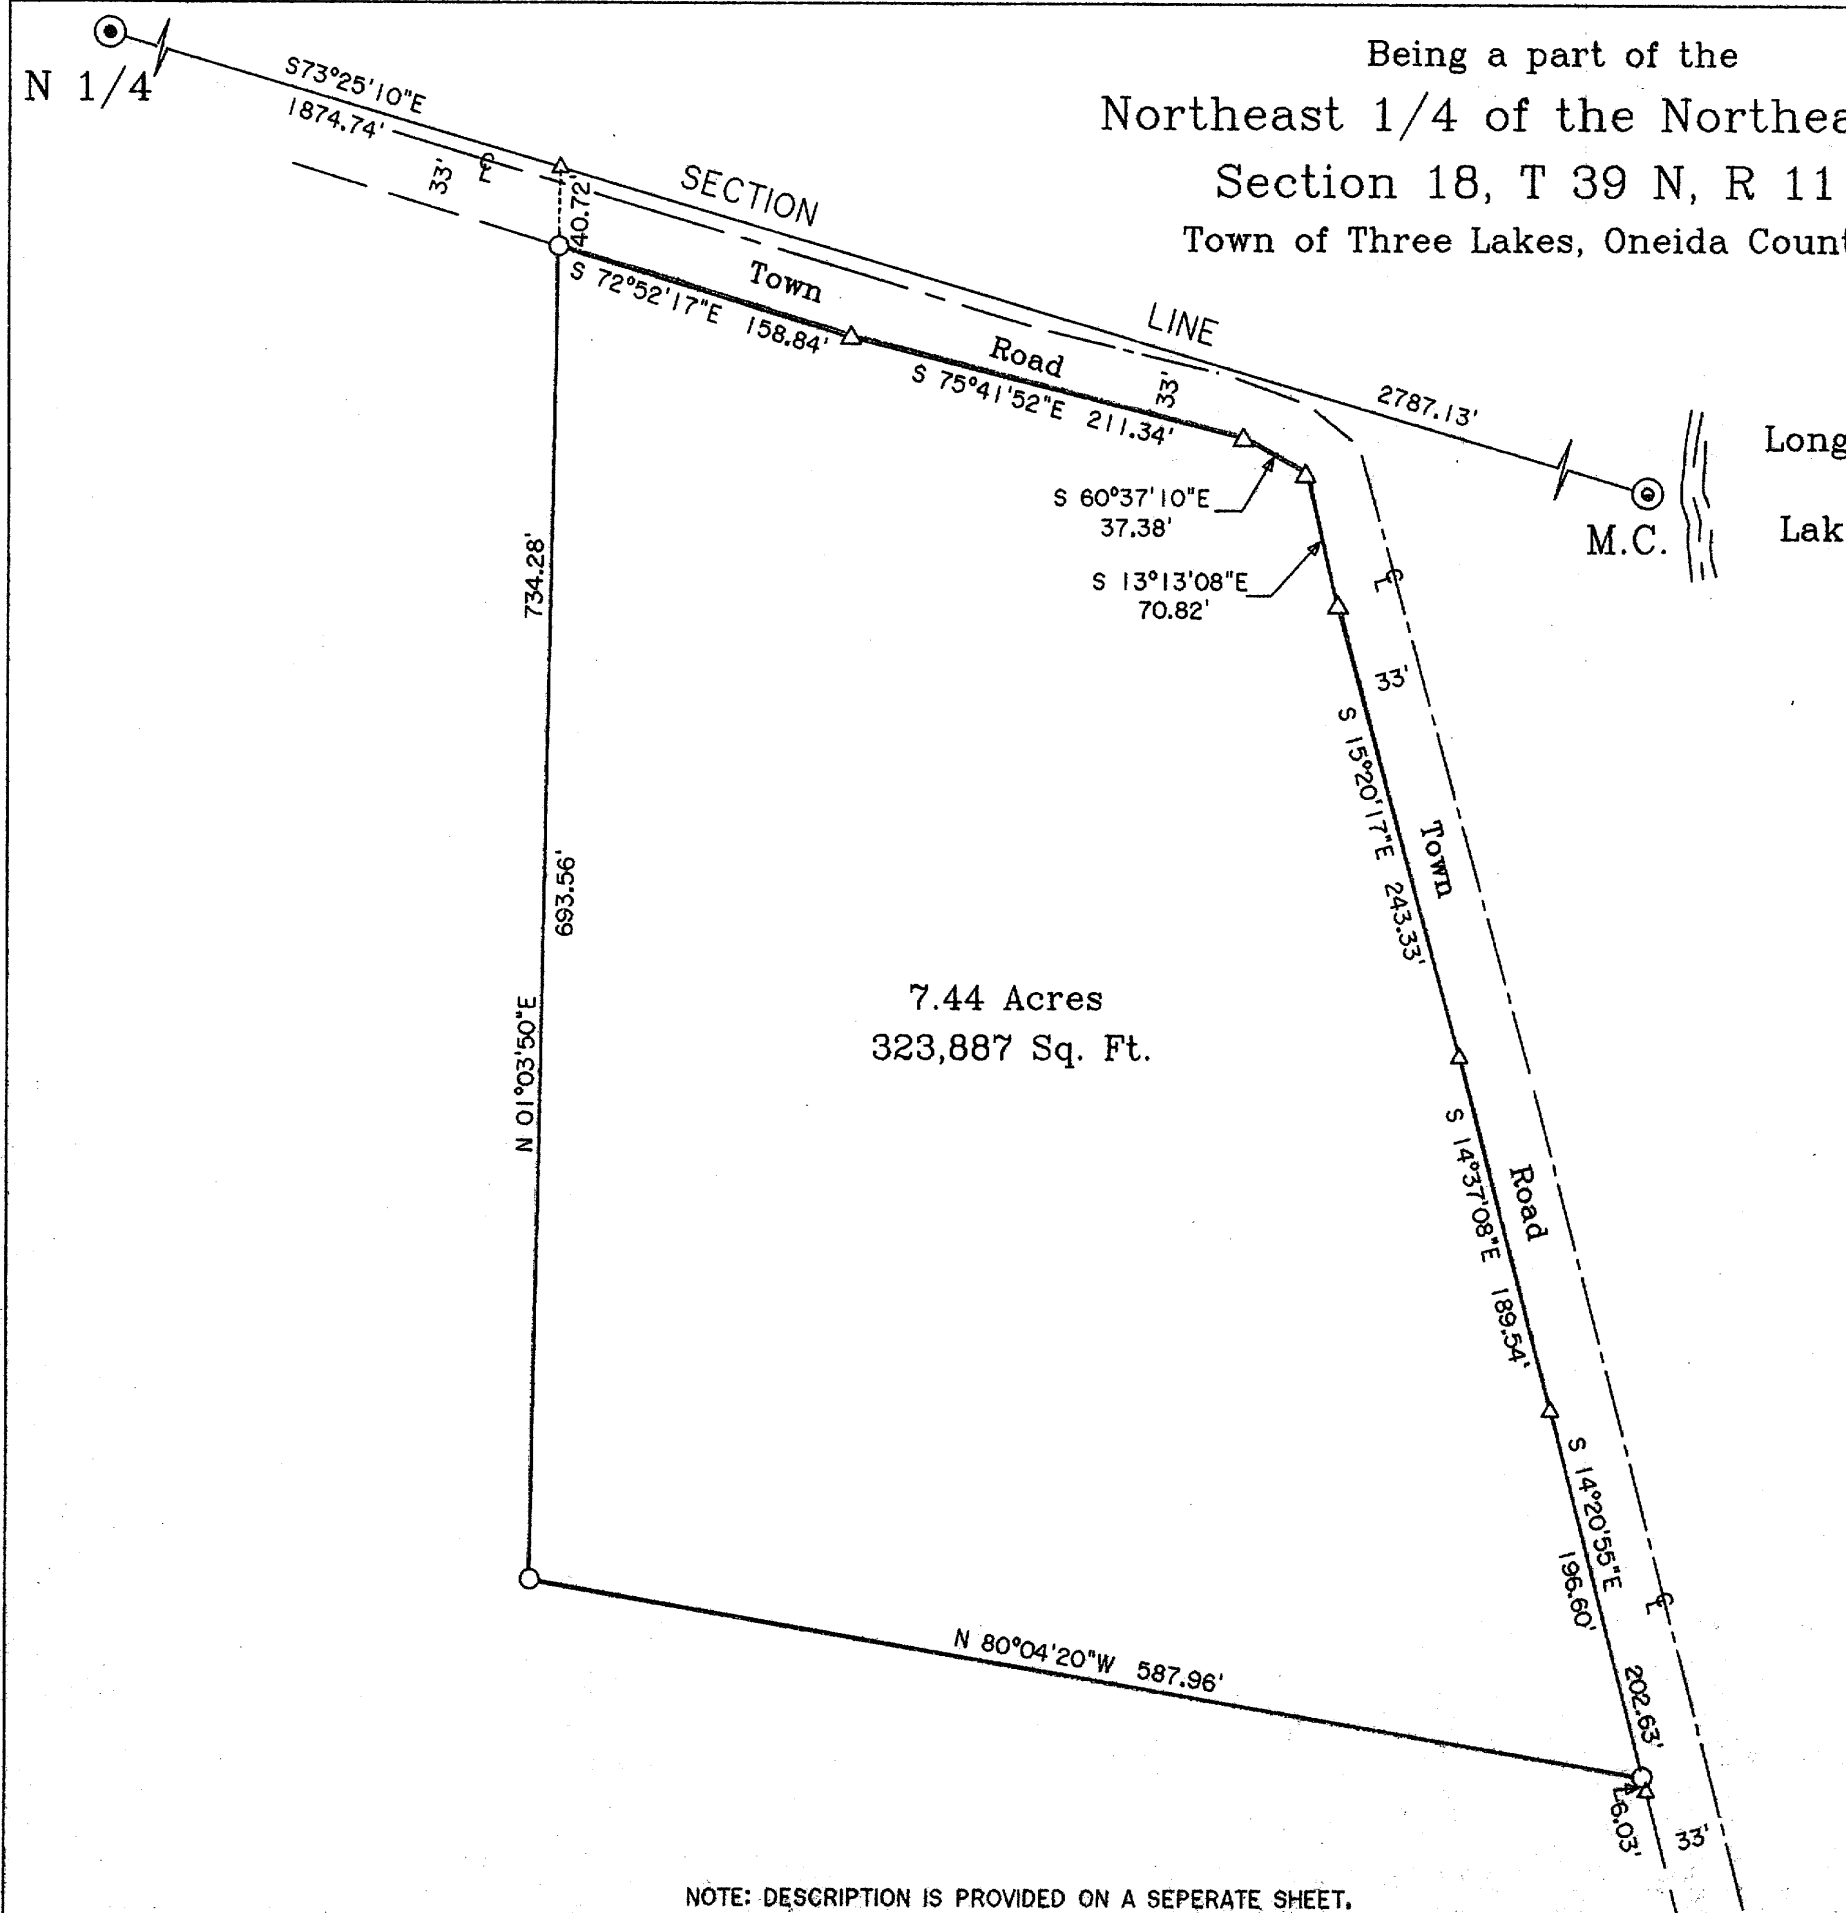 Being a part of the
Northeast 1/4 of the Northea
Section 18, T 39 N, R 11
Town of Three Lakes, Oneida Count
N 1/4
S73°25'10"E
1874.74'
33'
℄
40.72'
SECTION
LINE
2787.13'
Town
Road
S 72°52'17"E 158.84'
S 75°41'52"E 211.34'
33'
S 60°37'10"E
37.38'
S 13°13'08"E
70.82'
M.C.
Long
Lak
℄
33'
734.28'
693.56'
N 01°03'50"E
S 15°20'17"E 243.33'
Town
7.44 Acres
323,887 Sq. Ft.
S 14°37'08"E 189.54'
Road
S 14°20'55"E
196.60'
℄
202.63'
N 80°04'20"W 587.96'
6.03'
33'
NOTE: DESCRIPTION IS PROVIDED ON A SEPERATE SHEET.